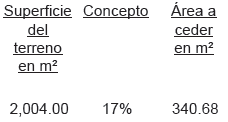 Superficie Concepto Área a
del ceder
terreno en m²
en m²
2,004.00 17% 340.68